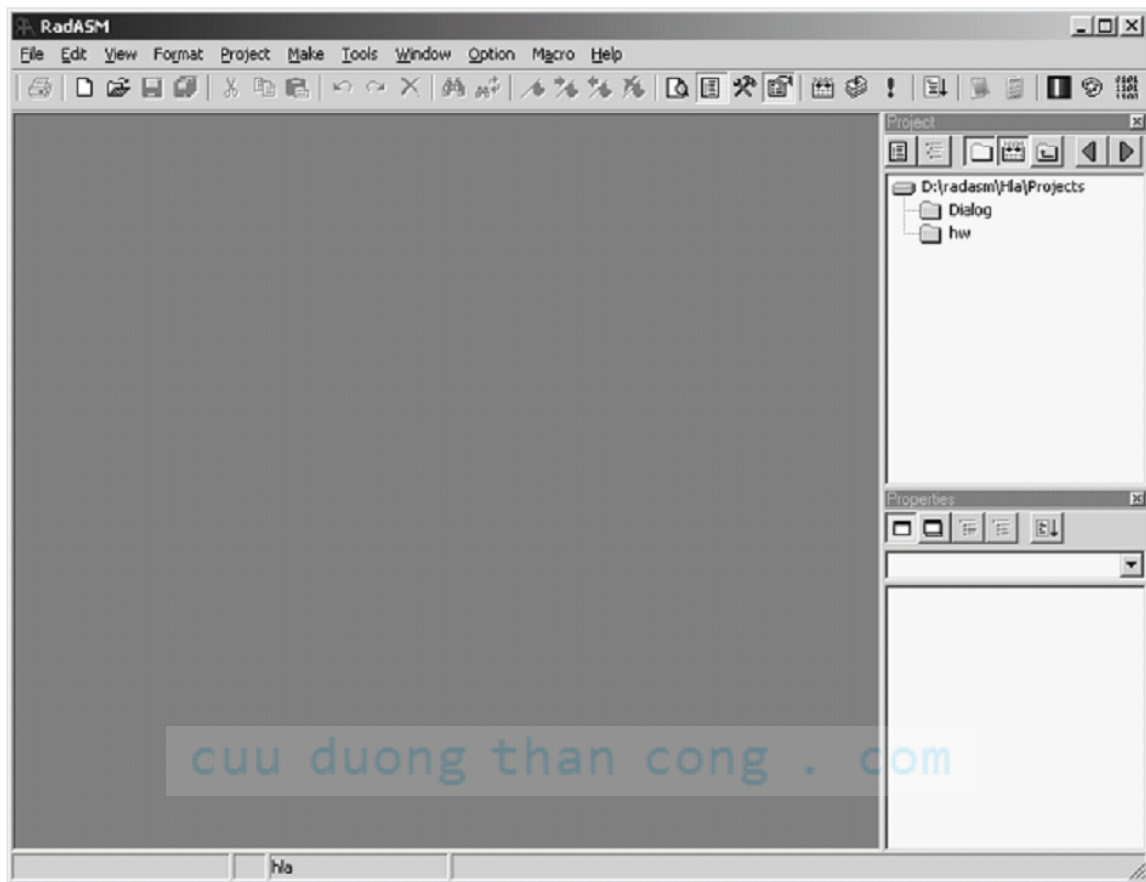 RadASM
File Edit View Format Project Make Tools Window Option Macro Help
Project
D:\radasm\Hla\Projects
Dialog
hw
Properties
cuu duong than cong . com
hla